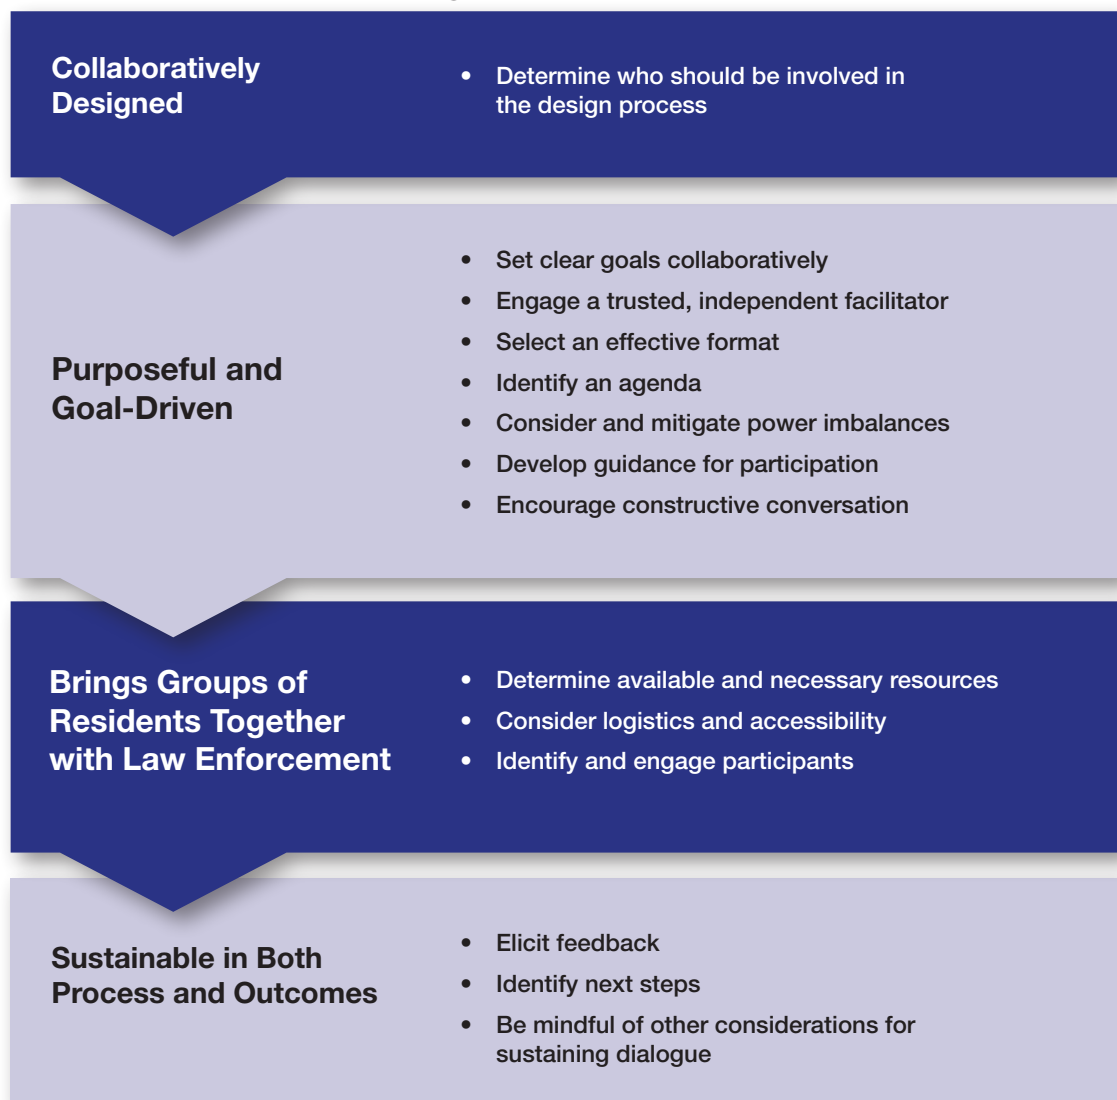 Collaboratively
Designed
• Determine who should be involved in
the design process
Purposeful and
Goal-Driven
• Set clear goals collaboratively
• Engage a trusted, independent facilitator
• Select an effective format
• Identify an agenda
• Consider and mitigate power imbalances
• Develop guidance for participation
• Encourage constructive conversation
Brings Groups of
Residents Together
with Law Enforcement
• Determine available and necessary resources
• Consider logistics and accessibility
• Identify and engage participants
Sustainable in Both
Process and Outcomes
• Elicit feedback
• Identify next steps
• Be mindful of other considerations for
sustaining dialogue